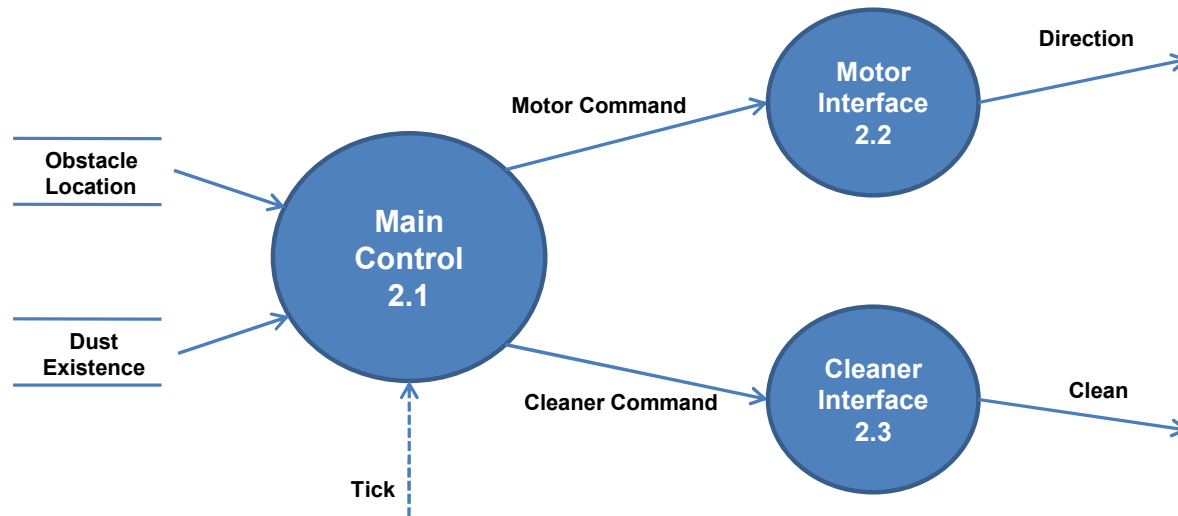 Obstacle
Location
Dust
Existence
Main
Control
2.1
Tick
Motor Command
Cleaner Command
Motor
Interface
2.2
Cleaner
Interface
2.3
Direction
Clean